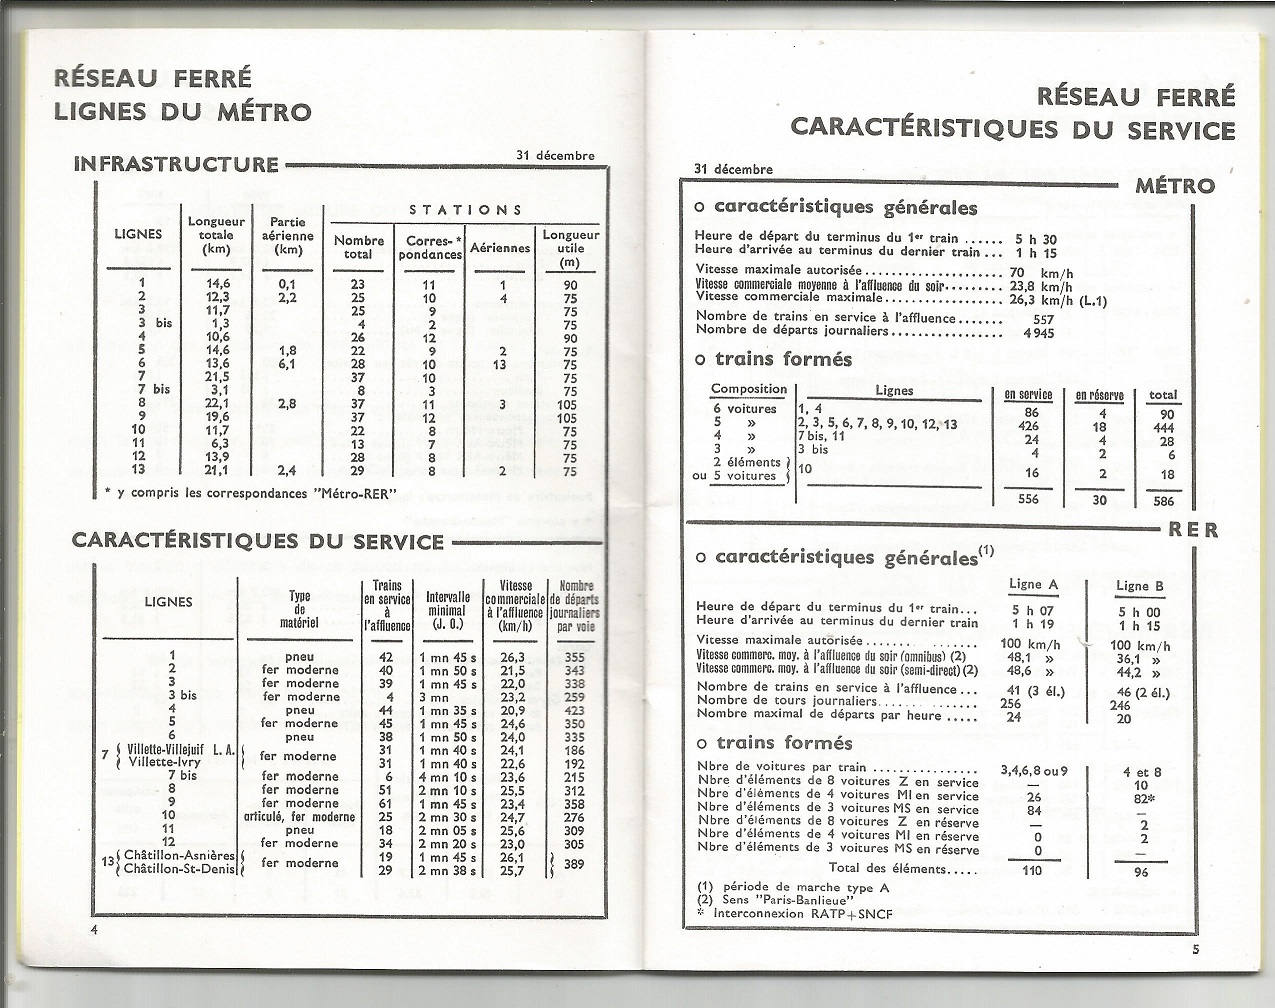 RÉSEAU FERRÉ
LIGNES DU MÉTRO
INFRASTRUCTURE
31 décembre
LIGNES Longueur totale (km) Partie aérienne (km) STATIONS
Nombre total Corres-* pondances Aériennes Longueur utile (m)
1 14,6 0,1 23 11 1 90
2 12,3 2,2 25 10 4 75
3 11,7 25 9 75
3 bis 1,3 4 2 75
4 10,6 26 12 90
5 14,6 1,8 22 9 2 75
6 13,6 6,1 28 10 13 75
7 21,5 37 10 75
7 bis 3,1 8 3 75
8 22,1 2,8 37 11 3 105
9 19,6 37 12 105
10 11,7 22 8 75
11 6,3 13 7 75
12 13,9 28 8 75
13 21,1 2,4 29 8 2 75
* y compris les correspondances "Métro-RER"
CARACTÉRISTIQUES DU SERVICE
LIGNES Type de matériel Trains en service à l'affluence Intervalle minimal (J. O.) Vitesse commerciale à l'affluence (km/h) Nombre de départs journaliers par voie
1 pneu 42 1 mn 45 s 26,3 355
2 fer moderne 40 1 mn 50 s 21,5 343
3 fer moderne 39 1 mn 45 s 22,0 338
3 bis fer moderne 4 3 mn 23,2 259
4 pneu 44 1 mn 35 s 20,9 423
5 fer moderne 45 1 mn 45 s 24,6 350
6 pneu 38 1 mn 50 s 24,0 335
7 { Villette-Villejuif L. A. } fer moderne 31 1 mn 40 s 24,1 186
{ Villette-Ivry } 31 1 mn 40 s 22,6 192
7 bis fer moderne 6 4 mn 10 s 23,6 215
8 fer moderne 51 2 mn 10 s 25,5 312
9 fer moderne 61 1 mn 45 s 23,4 358
10 articulé, fer moderne 25 2 mn 30 s 24,7 276
11 pneu 18 2 mn 05 s 25,6 309
12 fer moderne 34 2 mn 20 s 23,0 305
13 { Châtillon-Asnières } fer moderne 19 1 mn 45 s 26,1 } 389
{ Châtillon-St-Denis } 29 2 mn 38 s 25,7
4
RÉSEAU FERRÉ
CARACTÉRISTIQUES DU SERVICE
31 décembre
MÉTRO
o caractéristiques générales
Heure de départ du terminus du 1er train ...... 5 h 30
Heure d'arrivée au terminus du dernier train ... 1 h 15
Vitesse maximale autorisée .................... 70 km/h
Vitesse commerciale moyenne à l'affluence du soir......... 23,8 km/h
Vitesse commerciale maximale................. 26,3 km/h (L.1)
Nombre de trains en service à l'affluence....... 557
Nombre de départs journaliers................. 4945
o trains formés
Composition Lignes en service en réserve total
6 voitures 1, 4 86 4 90
5 » 2, 3, 5, 6, 7, 8, 9, 10, 12, 13 426 18 444
4 » 7 bis, 11 24 4 28
3 » 3 bis 4 2 6
2 éléments }
ou 5 voitures } 10 16 2 18
556 30 586
RER
o caractéristiques générales(1)
Ligne A Ligne B
Heure de départ du terminus du 1er train... 5 h 07 5 h 00
Heure d'arrivée au terminus du dernier train 1 h 19 1 h 15
Vitesse maximale autorisée ....... ....... 100 km/h 100 km/h
Vitesse commerc. moy. à l'affluence du soir (omnibus) (2) 48,1 » 36,1 »
Vitesse commerc. moy. à l'affluence du soir (semi-direct) (2) 48,6 » 44,2 »
Nombre de trains en service à l'affluence ... 41 (3 él.) 46 (2 él.)
Nombre de tours journaliers.............. 256 246
Nombre maximal de départs par heure ..... 24 20
o trains formés
Nbre de voitures par train ................ 3,4,6,8 ou 9 4 et 8
Nbre d'éléments de 8 voitures Z en service — 10
Nbre d'éléments de 4 voitures MI en service 26 82*
Nbre d'éléments de 3 voitures MS en service 84 —
Nbre d'éléments de 8 voitures Z en réserve — 2
Nbre d'éléments de 4 voitures MI en réserve 0 2
Nbre d'éléments de 3 voitures MS en réserve 0 —
Total des éléments..... 110 96
(1) période de marche type A
(2) Sens "Paris-Banlieue"
* Interconnexion RATP+SNCF
5